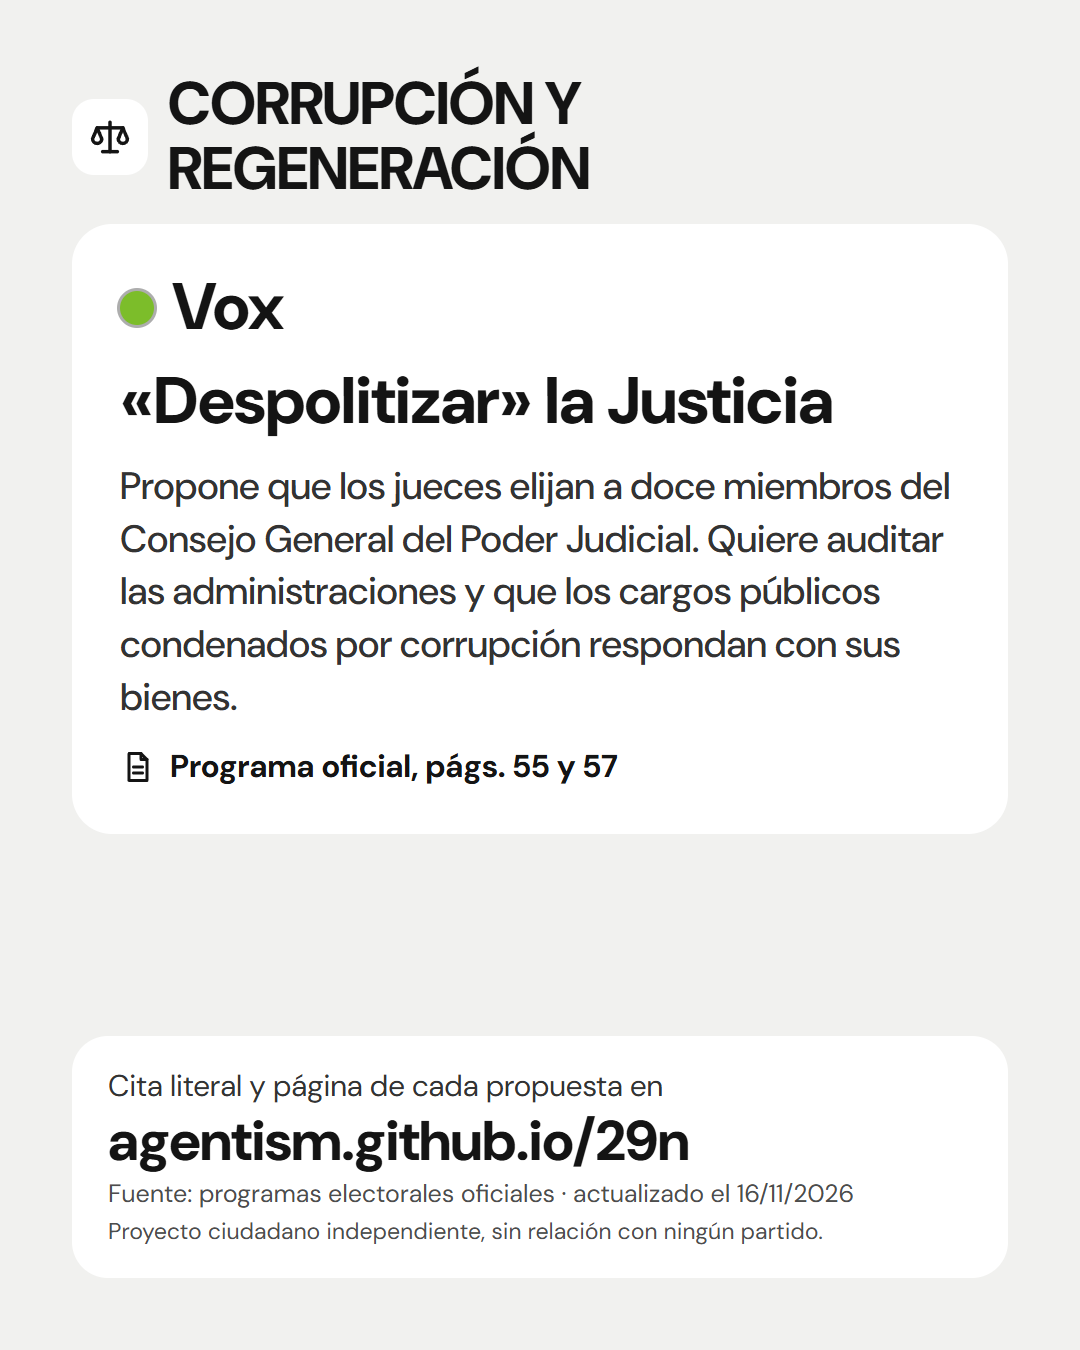 CORRUPCIÓN Y
REGENERACIÓN
Vox
«Despolitizar» la Justicia
Propone que los jueces elijan a doce miembros del
Consejo General del Poder Judicial. Quiere auditar
las administraciones y que los cargos públicos
condenados por corrupción respondan con sus
bienes.
Programa oficial, págs. 55 y 57
Cita literal y página de cada propuesta en
agentism.github.io/29n
Fuente: programas electorales oficiales · actualizado el 16/11/2026
Proyecto ciudadano independiente, sin relación con ningún partido.